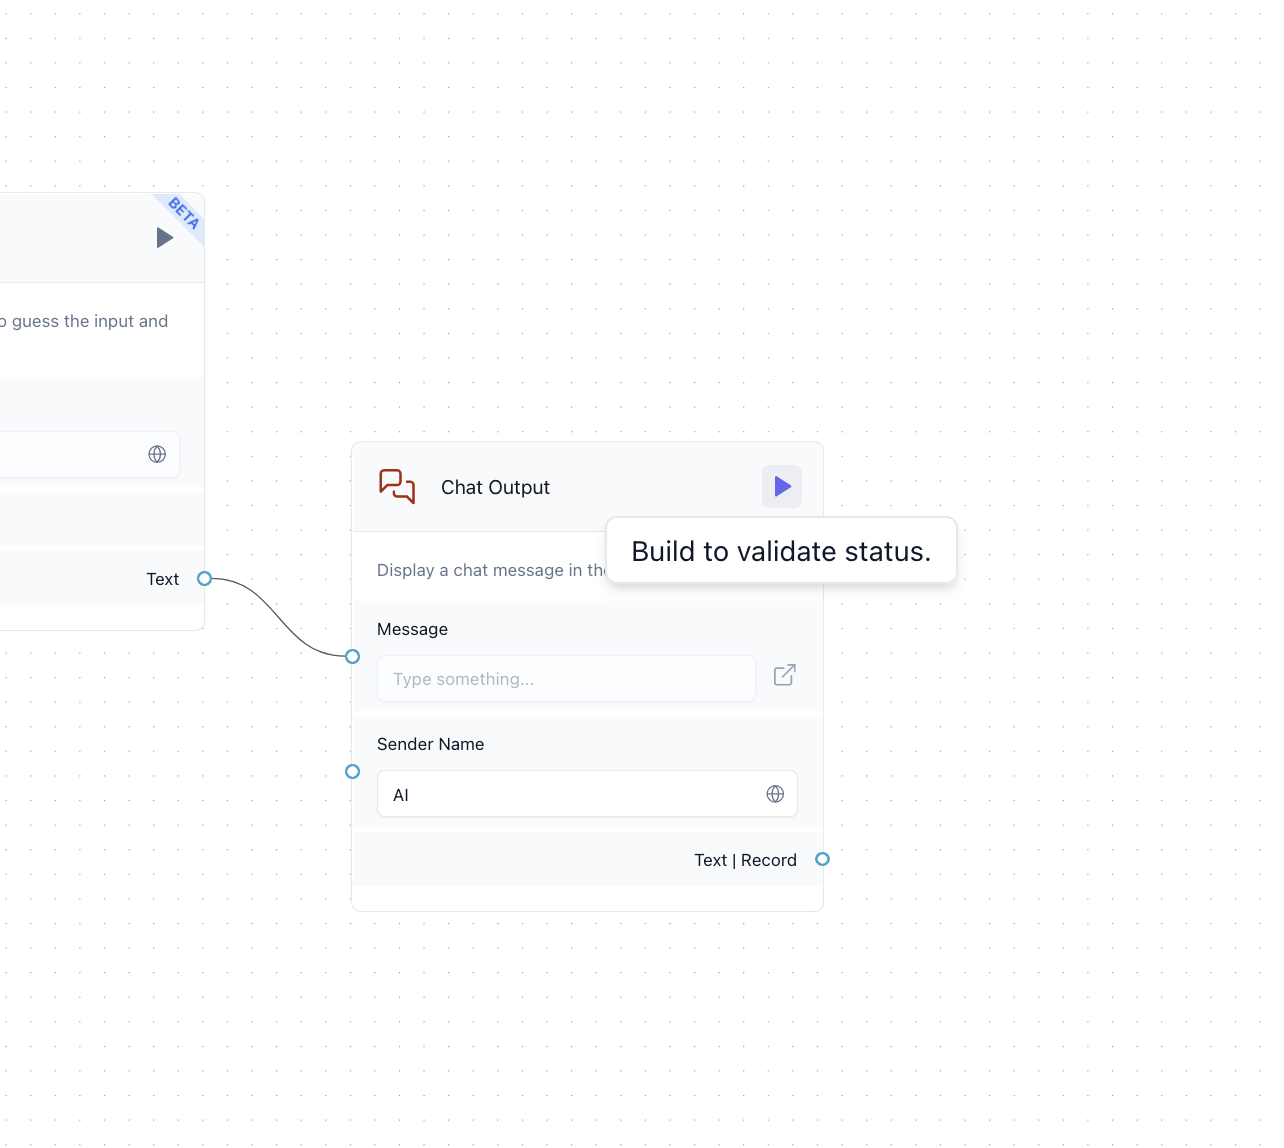 BETA
o guess the input and
Text
Chat Output
Build to validate status.
Display a chat message in the
Message
Type something...
Sender Name
AI
Text | Record